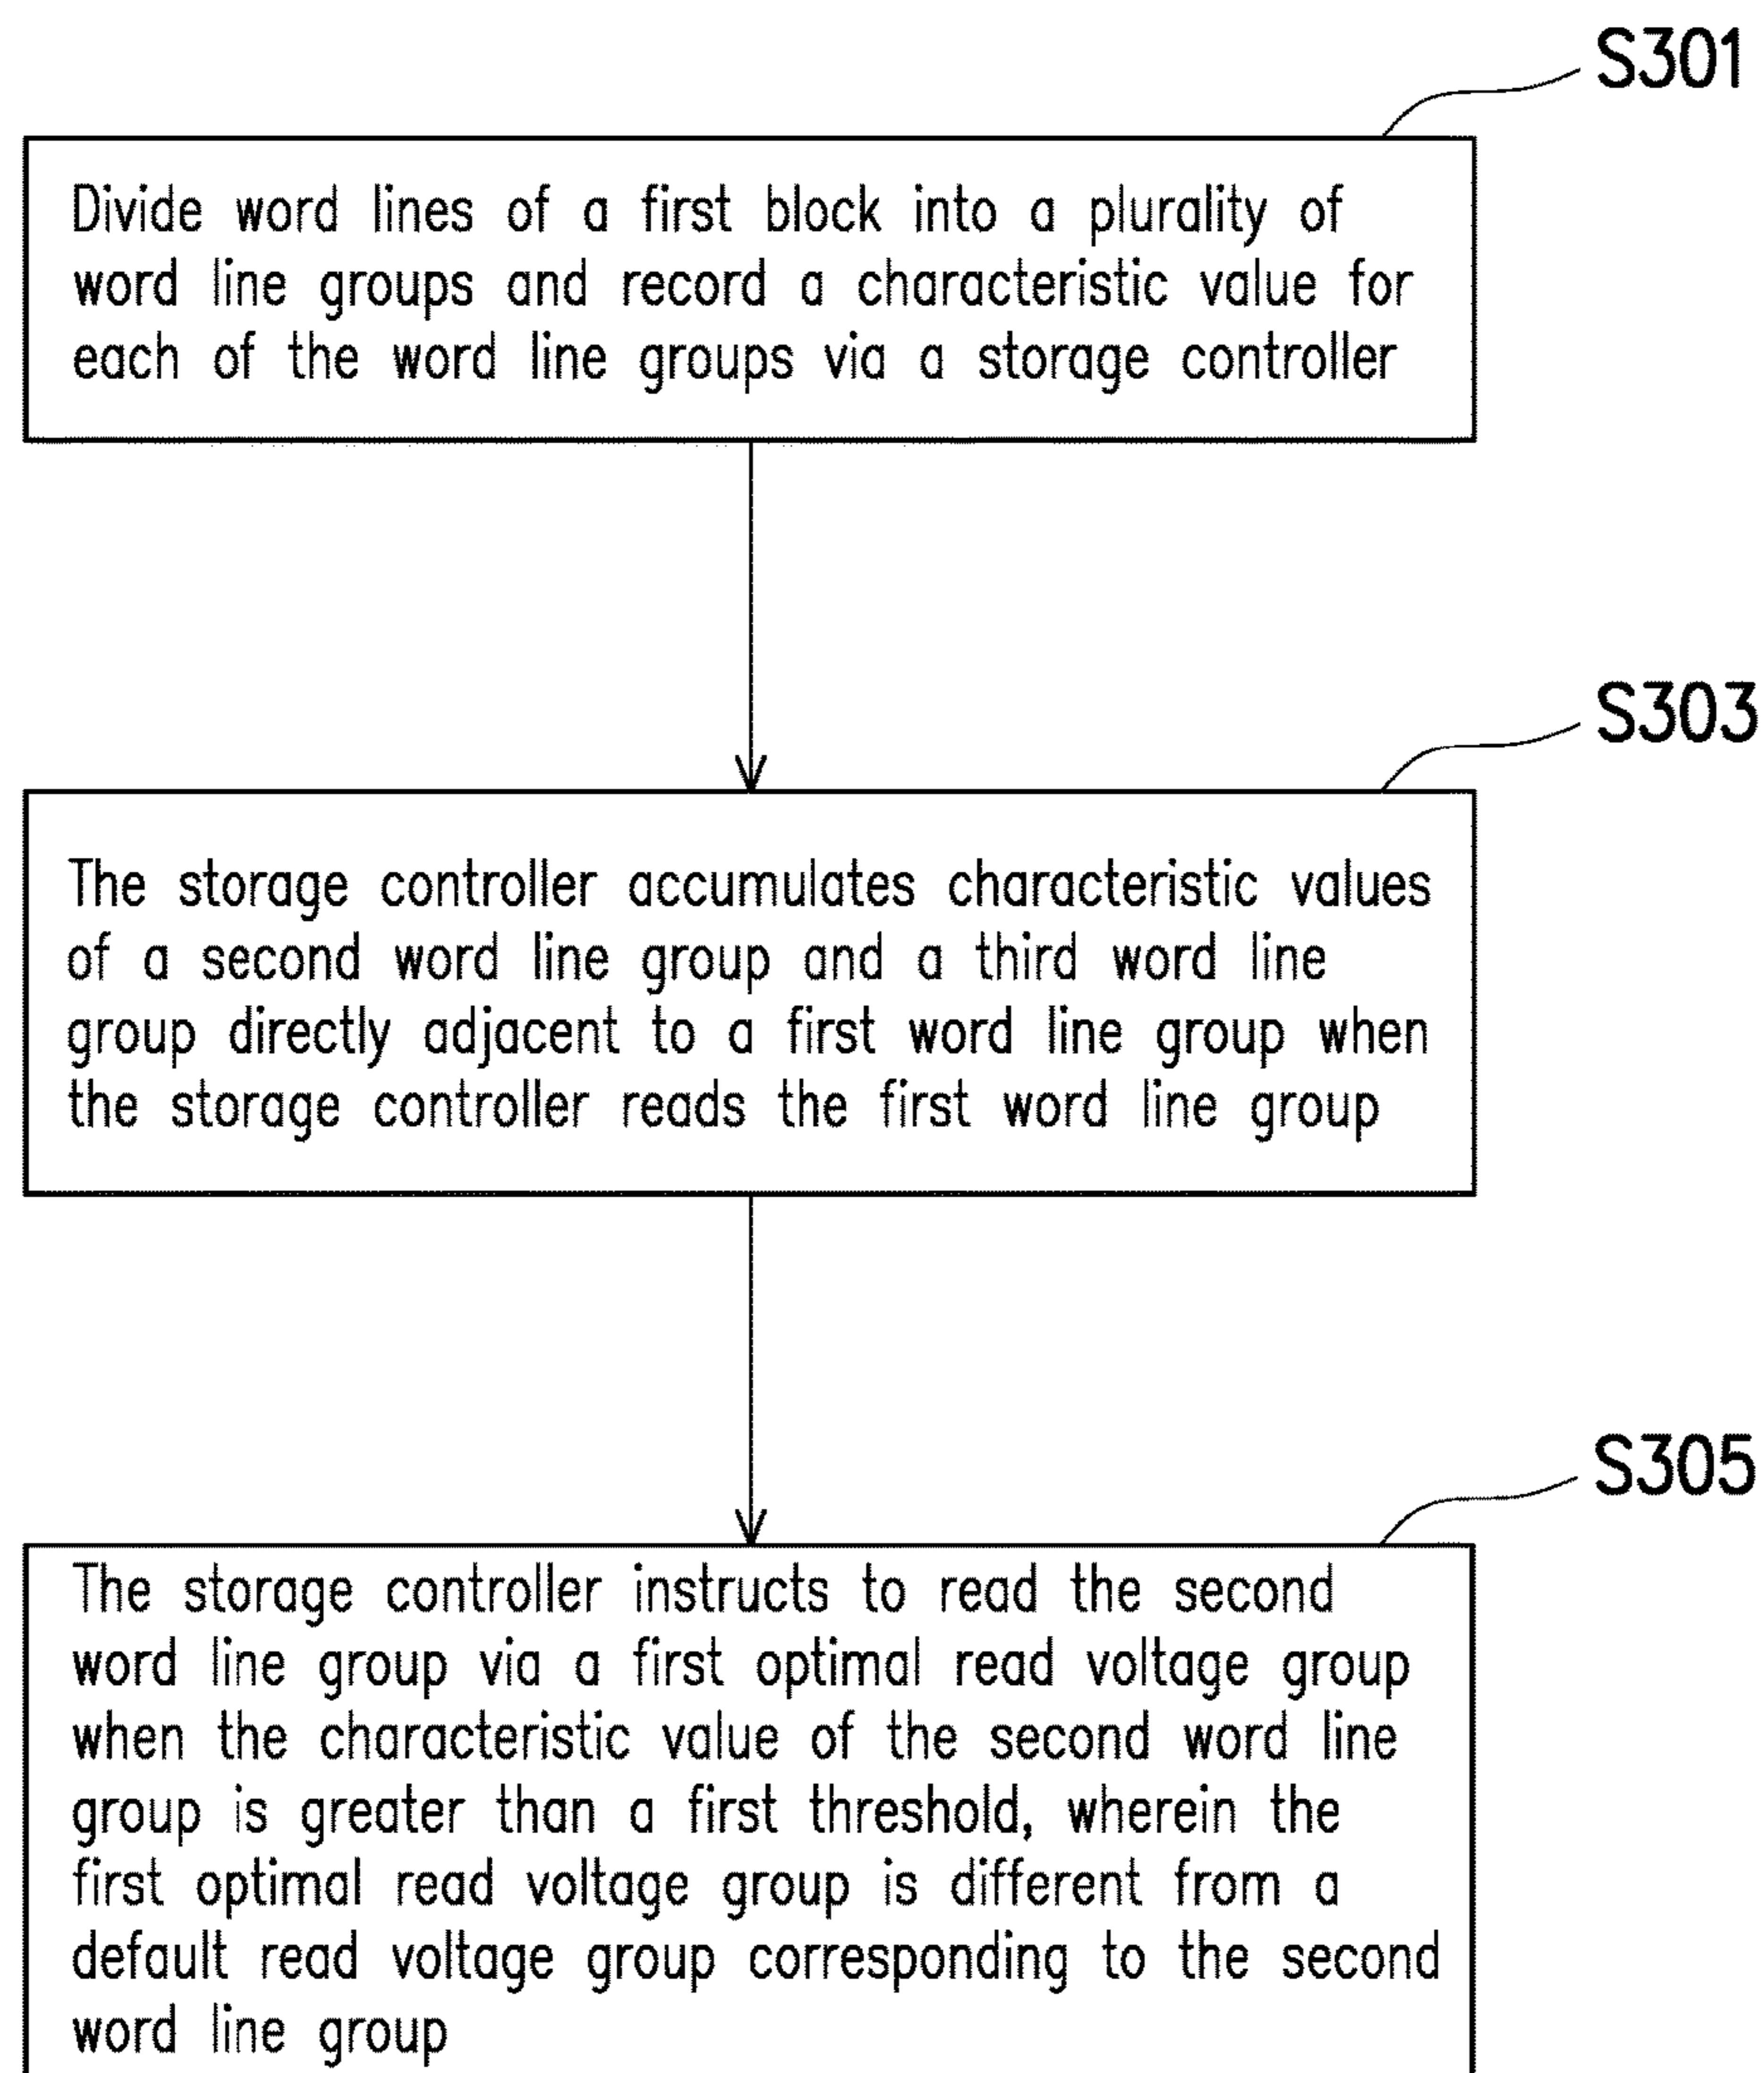 S301
Divide word lines of a first block into a plurality of
word line groups and record a characteristic value for
each of the word line groups via a storage controller
S303
The storage controller accumulates characteristic values
of a second word line group and a third word line
group directly adjacent to a first word line group when
the storage controller reads the first word line group
S305
The storage controller instructs to read the second
word line group via a first optimal read voltage group
when the characteristic value of the second word line
group is greater than a first threshold, wherein the
first optimal read voltage group is different from a
default read voltage group corresponding to the second
word line group